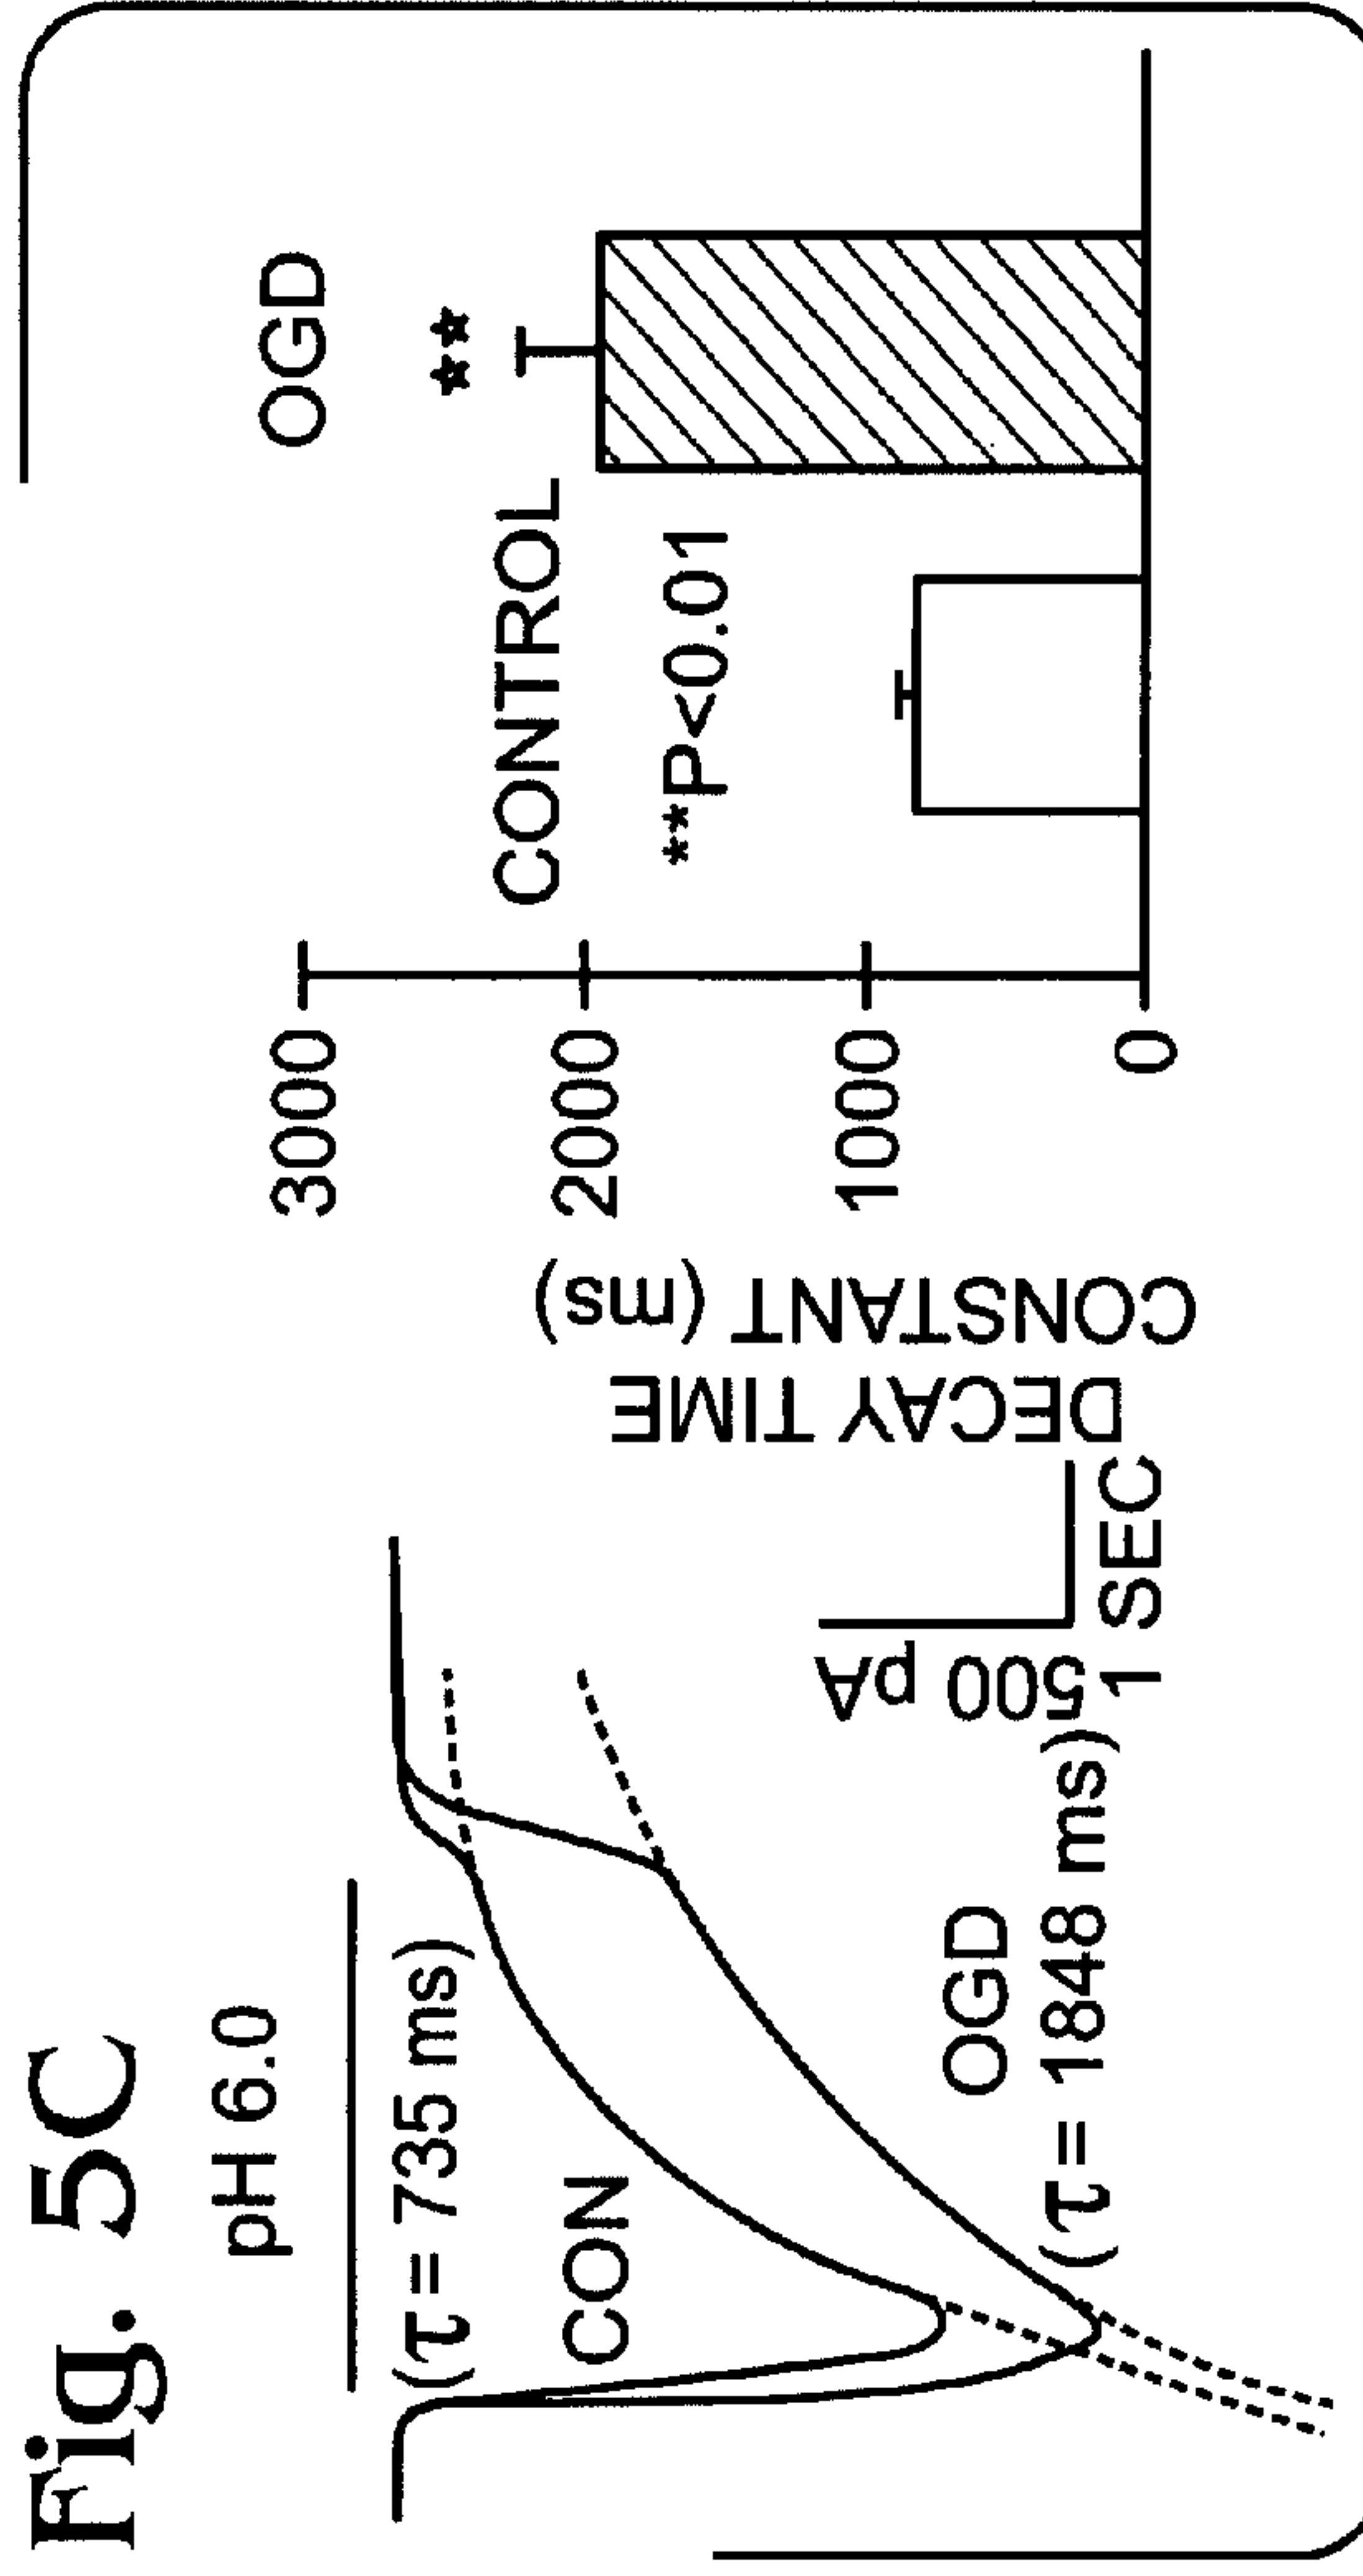 Fig. 5C
pH 6.0
(τ = 735 ms)
CON
OGD
(τ = 1848 ms)
500 pA
1 SEC
DECAY TIME
CONSTANT (ms)
3000
2000
1000
0
CONTROL
**P<0.01
OGD
**